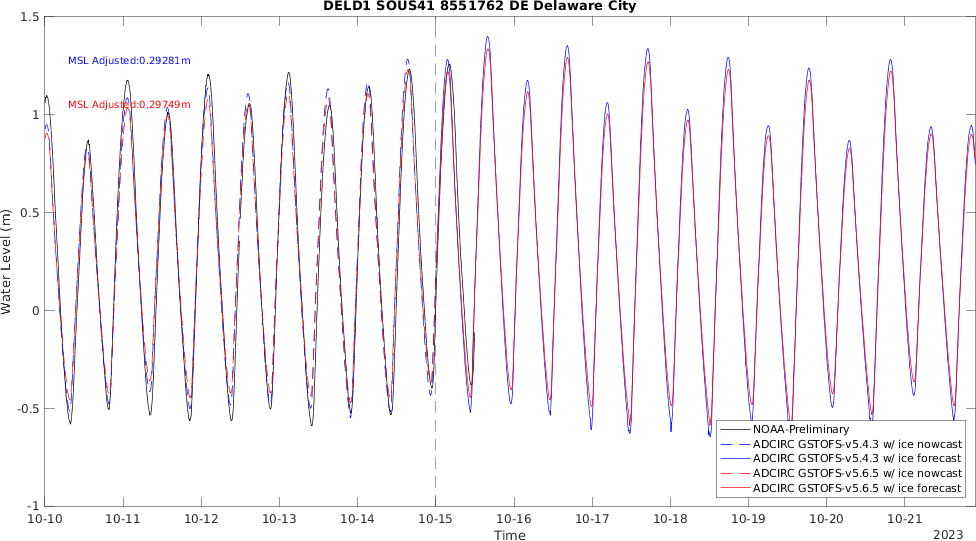 DELD1 SOUS41 8551762 DE Delaware City
1.5
MSL Adjusted:0.29281m
MSL Adjusted:0.29749m
1
0.5
Water Level (m)
0
-0.5
-1
NOAA-Preliminary
ADCIRC GSTOFS-v5.4.3 w/ ice nowcast
ADCIRC GSTOFS-v5.4.3 w/ ice forecast
ADCIRC GSTOFS-v5.6.5 w/ ice nowcast
ADCIRC GSTOFS-v5.6.5 w/ ice forecast
10-10 10-11 10-12 10-13 10-14 10-15 10-16 10-17 10-18 10-19 10-20 10-21
Time
2023